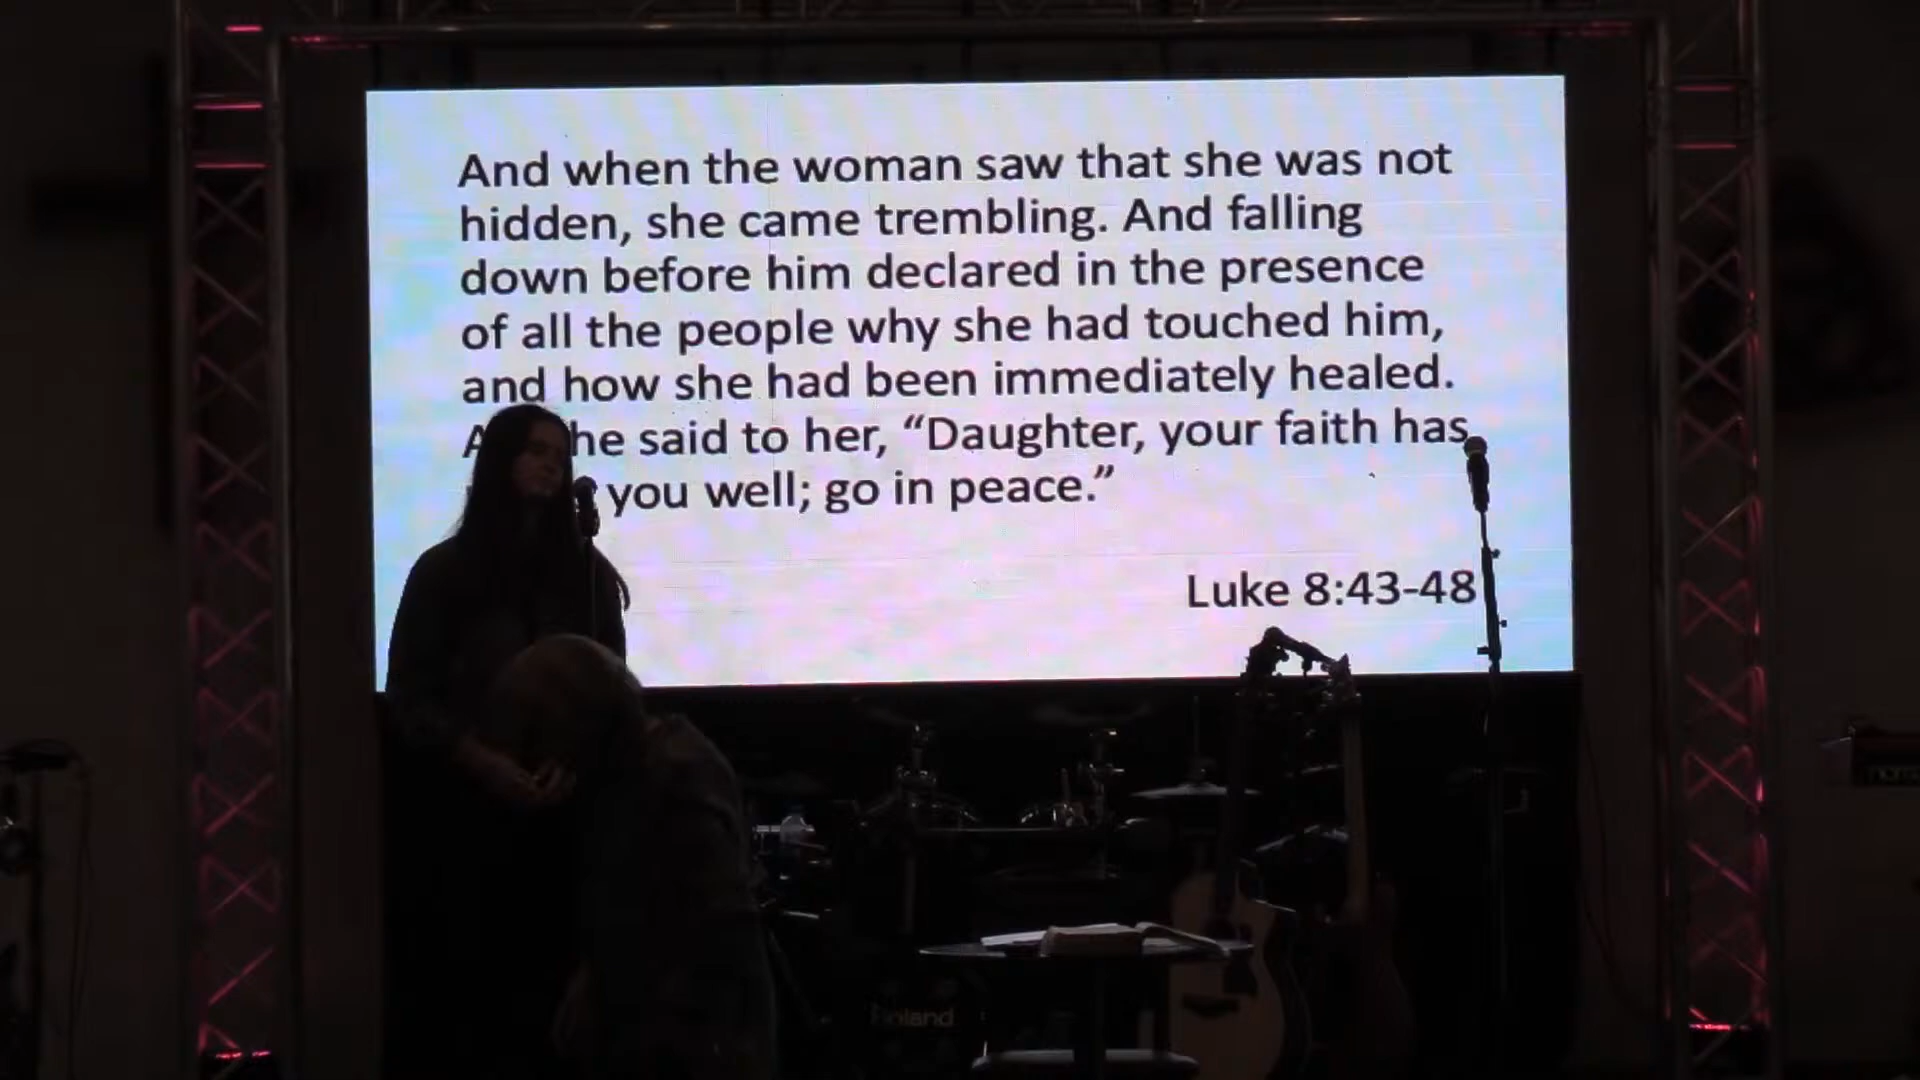 And when the woman saw that she was not
hidden, she came trembling. And falling
down before him declared in the presence
of all the people why she had touched him,
and how she had been immediately healed.
he said to her, “Daughter, your faith has
you well; go in peace.”
Luke 8:43-48